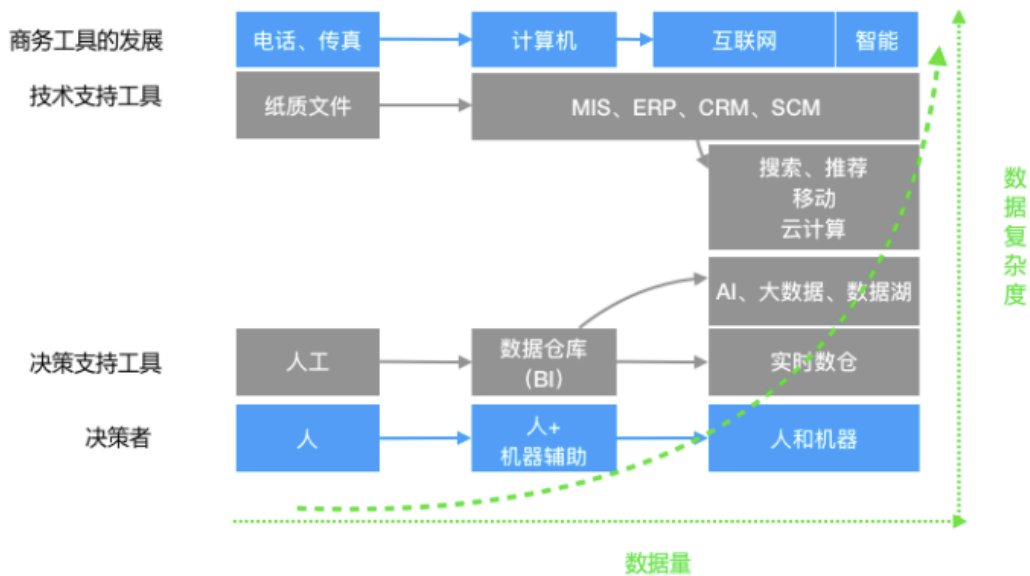 商务工具的发展
电话、传真
计算机
互联网
智能
技术支持工具
纸质文件
MIS、ERP、CRM、SCM
搜索、推荐
移动
云计算
AI、大数据、数据湖
决策支持工具
人工
数据仓库
（BI）
实时数仓
决策者
人
人+
机器辅助
人和机器
数据复杂度
数据量